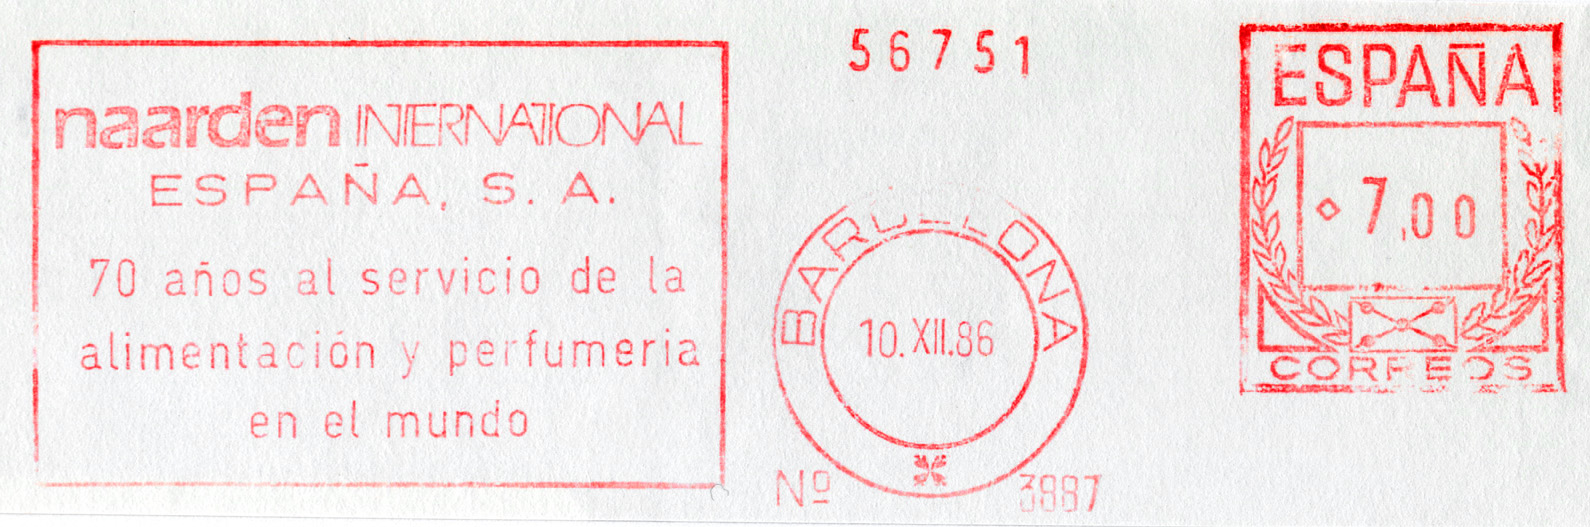 naarden INTERNATIONAL
ESPAÑA, S. A.
70 años al servicio de la
alimentación y perfumeria
en el mundo
56751
BARCELONA
10.XII.86
Nº 3887
ESPAÑA
7,00
CORREOS